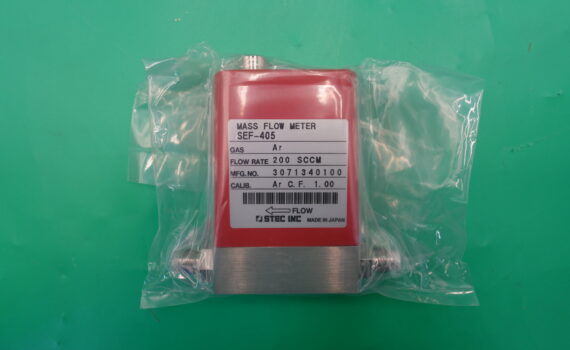 MASS FLOW METER
SEF-405
GAS Ar
FLOW RATE 200 SCCM
MFG.NO. 3071340100
CALIB. Ar C.F. 1.00
FLOW
STEC INC MADE IN JAPAN